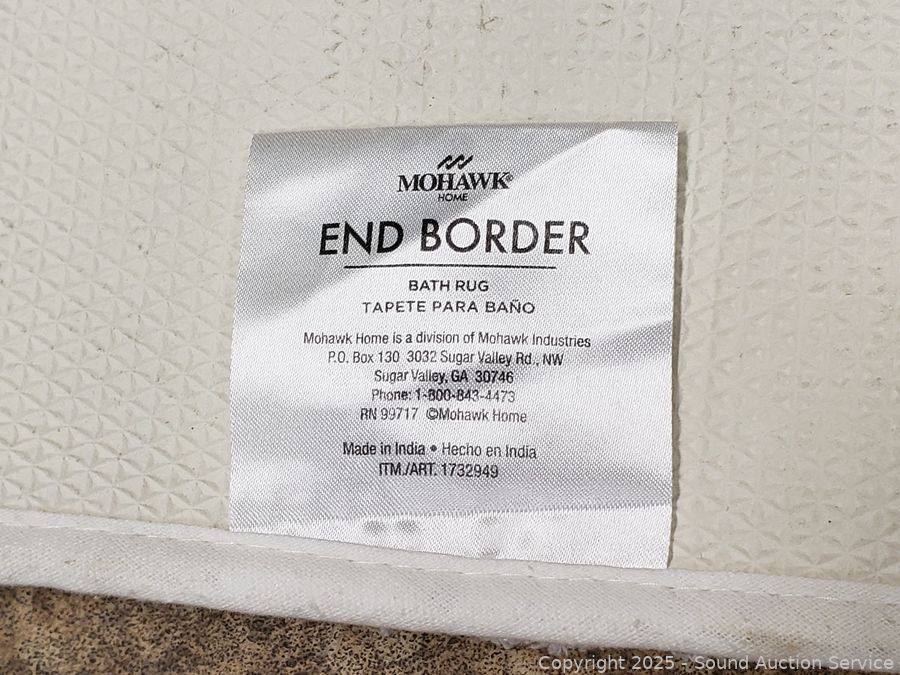 MOHAWK®
HOME
END BORDER
BATH RUG
TAPETE PARA BAÑO
Mohawk Home is a division of Mohawk Industries
P.O. Box 130 3032 Sugar Valley Rd., NW
Sugar Valley, GA 30746
Phone: 1-800-843-4473
RN 99717 ©Mohawk Home
Made in India • Hecho en India
ITM./ART. 1732949
Copyright 2025 - Sound Auction Service